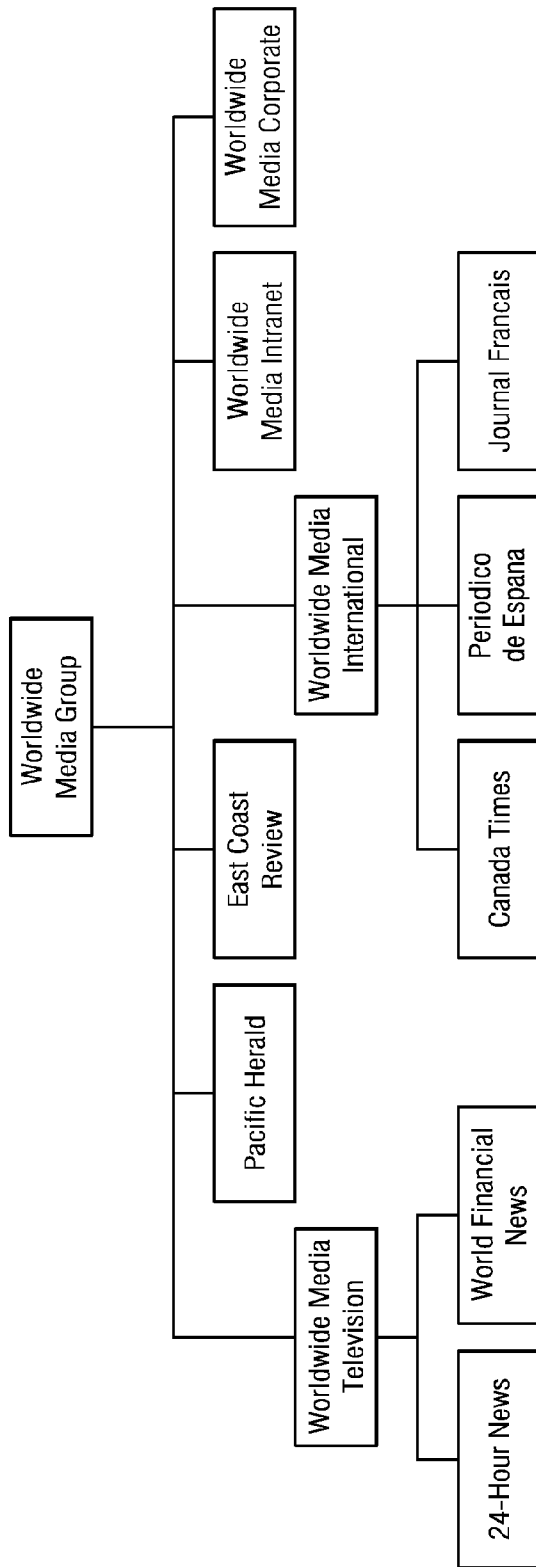 Worldwide
Media Group
Worldwide Media
Television
Pacific Herald
East Coast
Review
Worldwide Media
International
Worldwide
Media Intranet
Worldwide
Media Corporate
24-Hour News
World Financial
News
Canada Times
Periodico
de Espana
Journal Francais